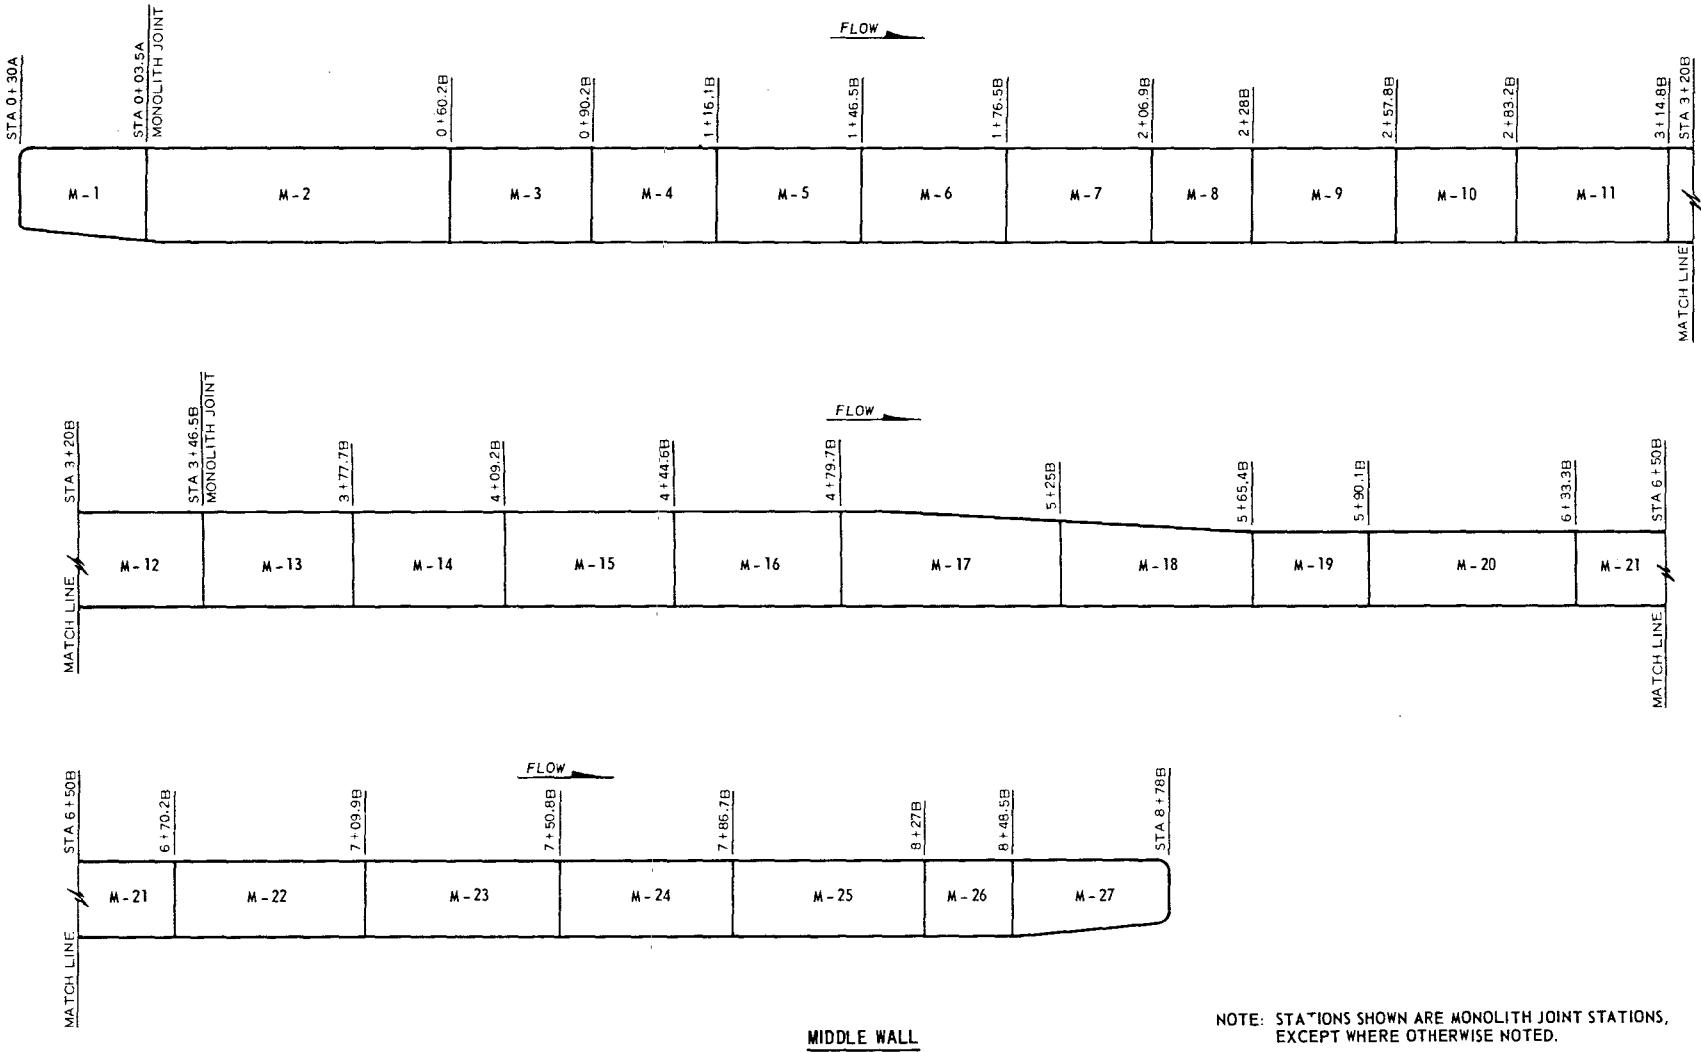 FLOW
STA 0+30A
STA 0+03.5A
MONOLITH JOINT
0+60.2B
0+90.2B
1+16.1B
1+46.5B
1+76.5B
2+06.9B
2+28B
2+57.8B
2+83.2B
3+14.8B
STA 3+20B
M-1
M-2
M-3
M-4
M-5
M-6
M-7
M-8
M-9
M-10
M-11
MATCH LINE
FLOW
STA 3+20B
STA 3+46.5B
MONOLITH JOINT
3+77.7B
4+09.2B
4+44.6B
4+79.7B
5+25B
5+65.4B
5+90.1B
6+33.3B
STA 6+50B
M-12
M-13
M-14
M-15
M-16
M-17
M-18
M-19
M-20
M-21
MATCH LINE
MATCH LINE
FLOW
STA 6+50B
6+70.2B
7+09.9B
7+50.8B
7+86.7B
8+27B
8+48.5B
STA 8+78B
M-21
M-22
M-23
M-24
M-25
M-26
M-27
MATCH LINE
MIDDLE WALL
NOTE: STATIONS SHOWN ARE MONOLITH JOINT STATIONS,
EXCEPT WHERE OTHERWISE NOTED.